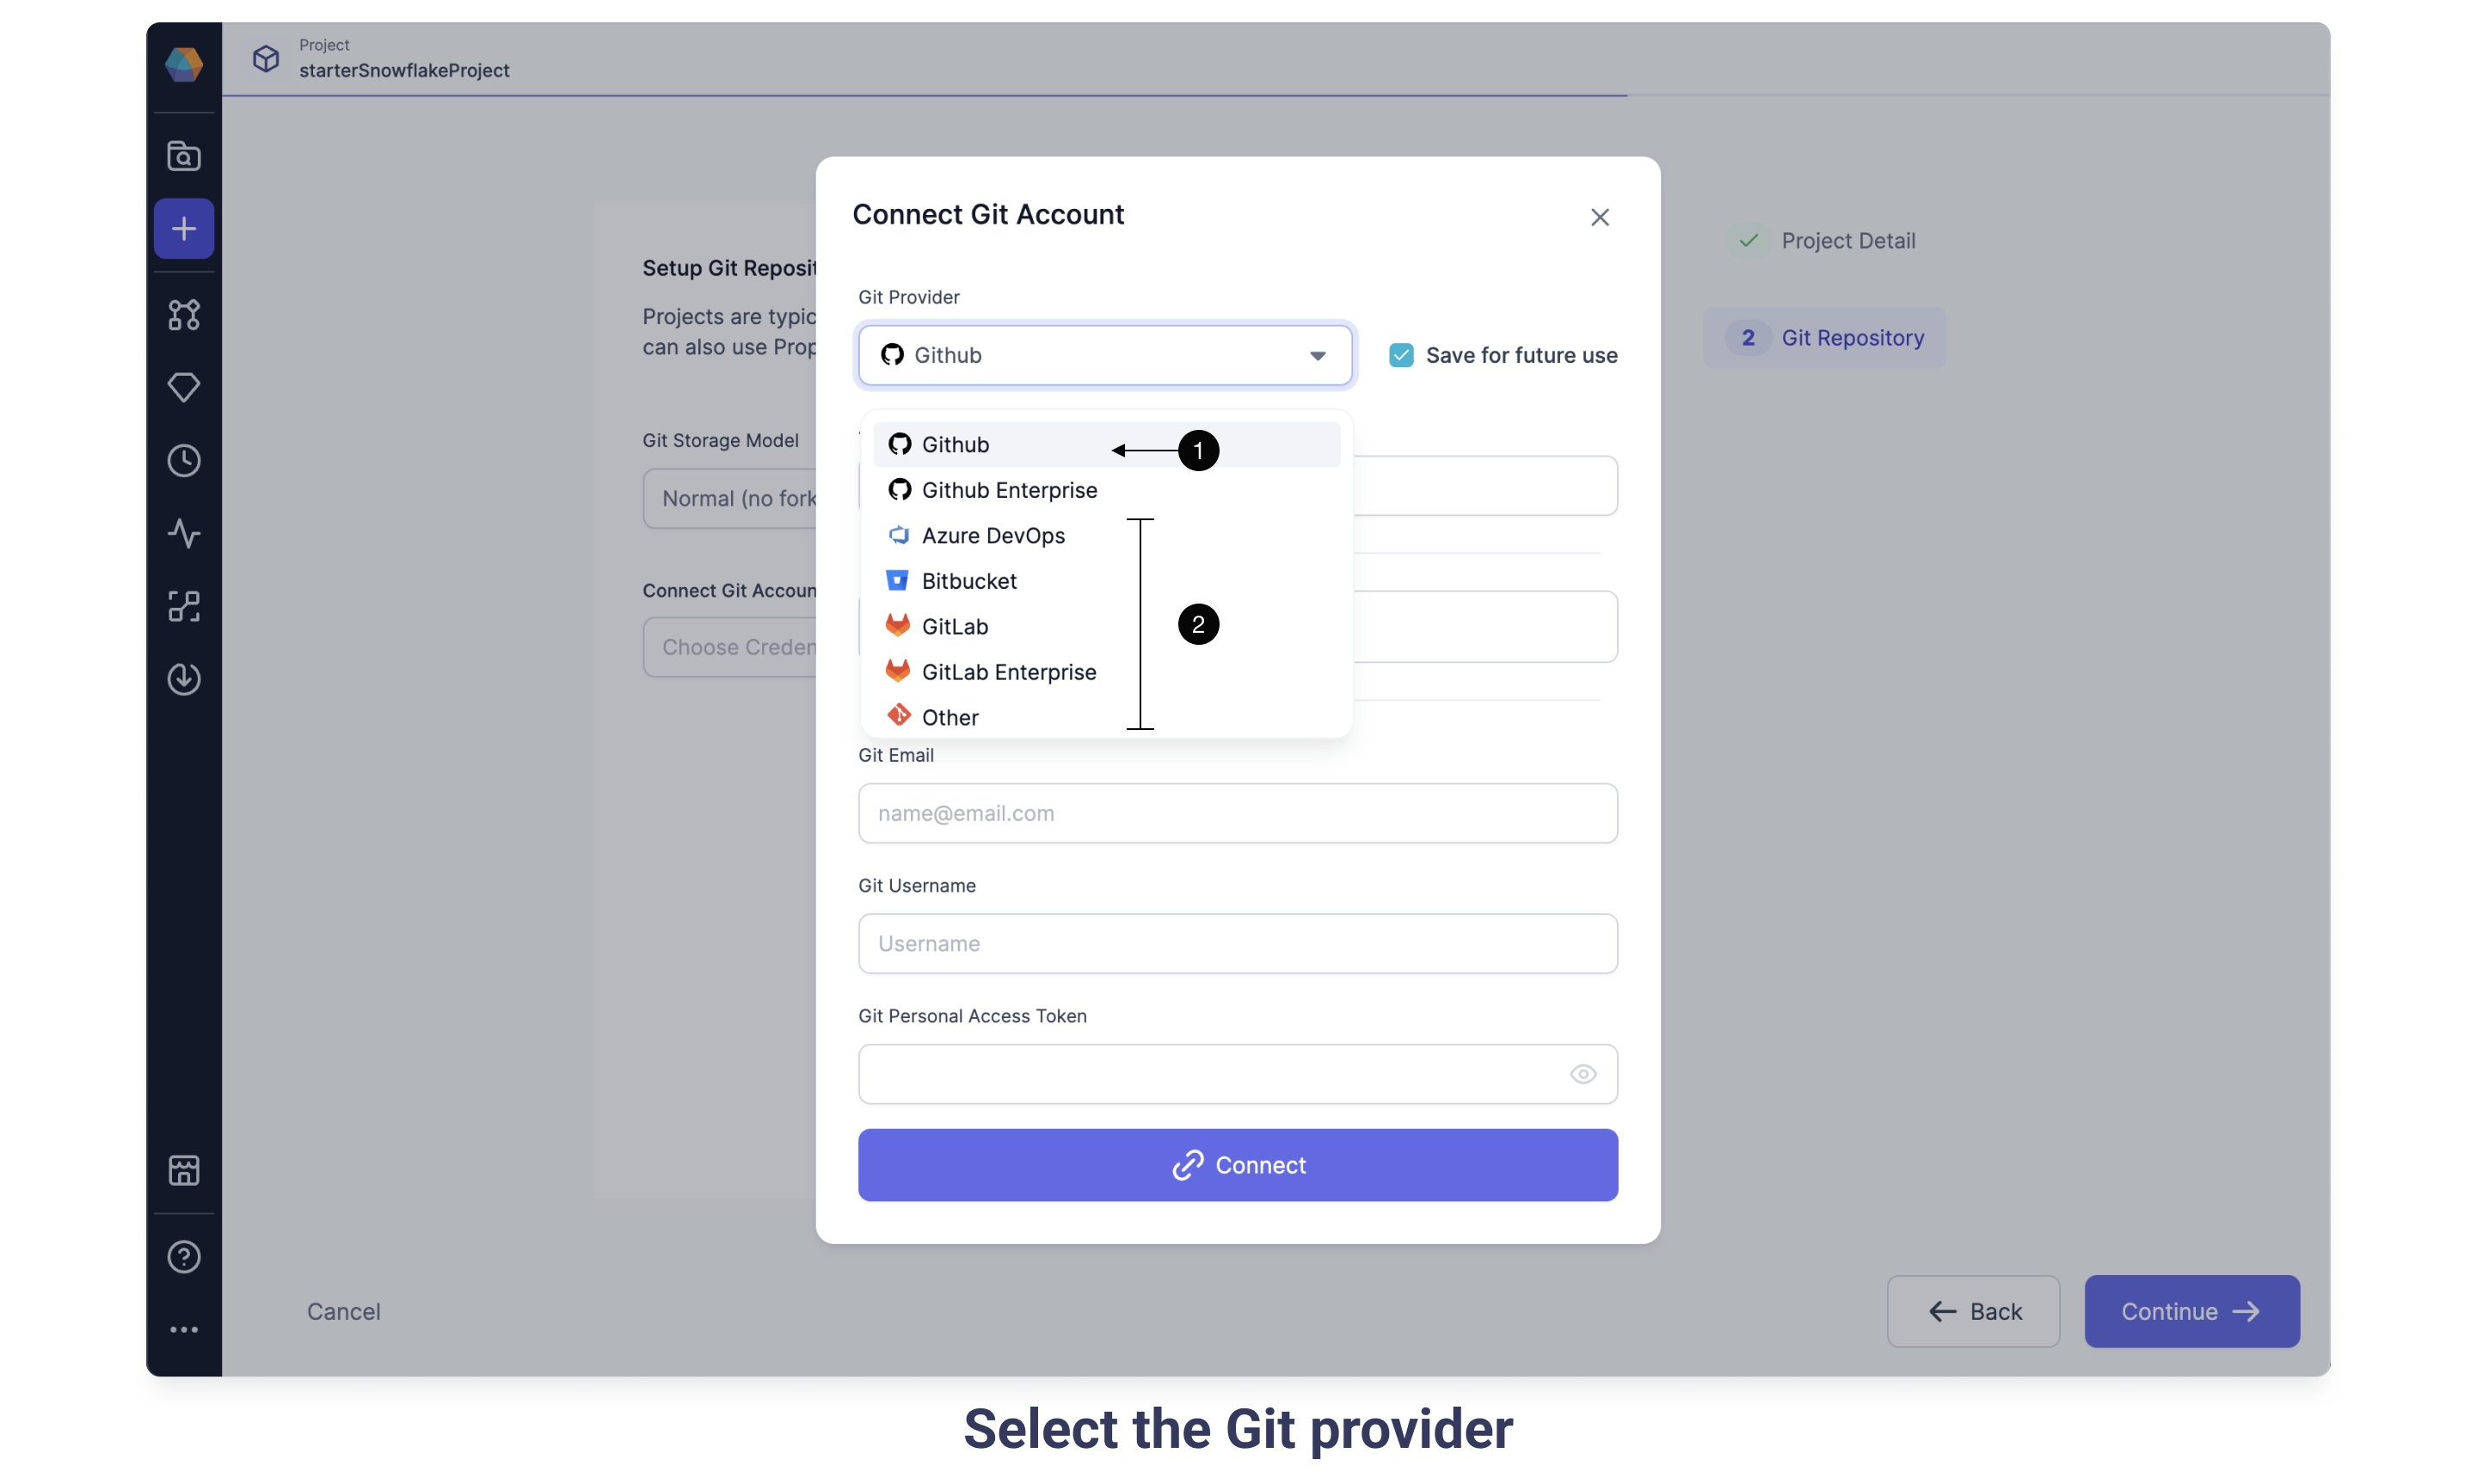 Project
starterSnowflakeProject
Connect Git Account
Project Detail
Setup Git Reposit
Git Provider
Projects are typic
2 Git Repository
can also use Prop
Github
Save for future use
Git Storage Model
Github
1
Github Enterprise
Normal (no fork
Azure DevOps
Bitbucket
Connect Git Accoun
GitLab
2
Choose Creden
GitLab Enterprise
Other
Git Email
name@email.com
Git Username
Username
Git Personal Access Token
Connect
Cancel
Back
Continue
Select the Git provider